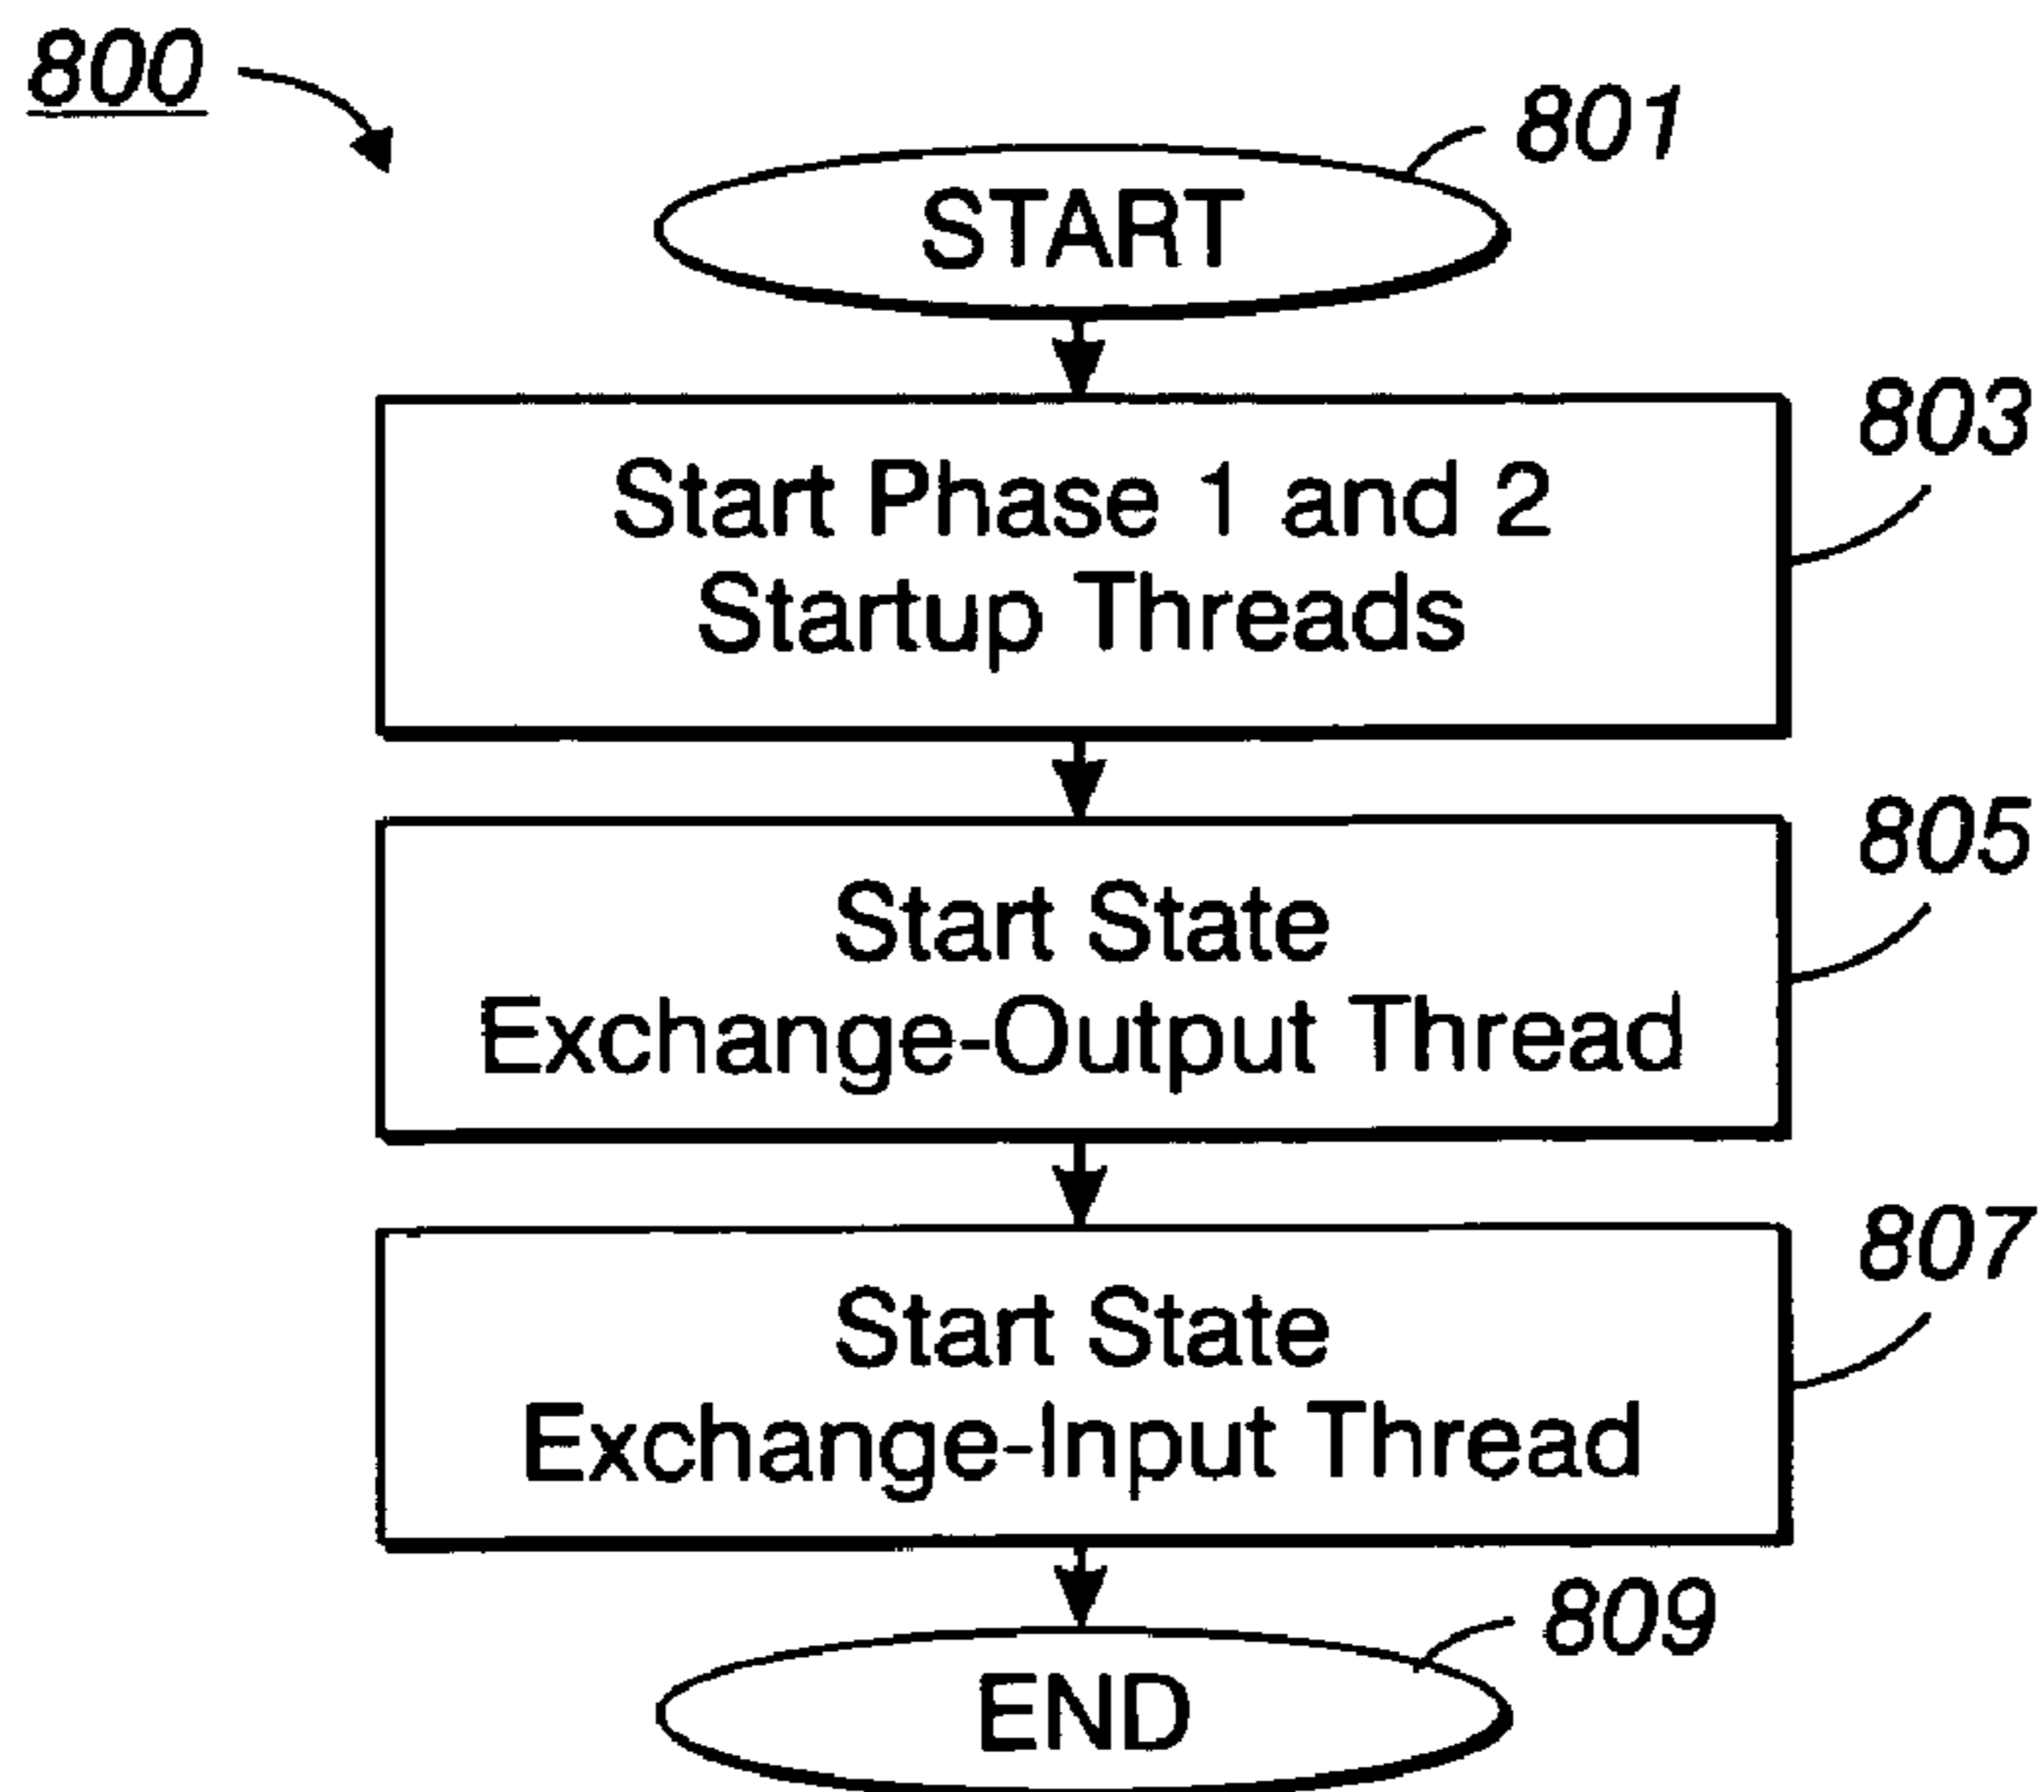 800
801
START
803
Start Phase 1 and 2
Startup Threads
805
Start State
Exchange-Output Thread
807
Start State
Exchange-Input Thread
809
END